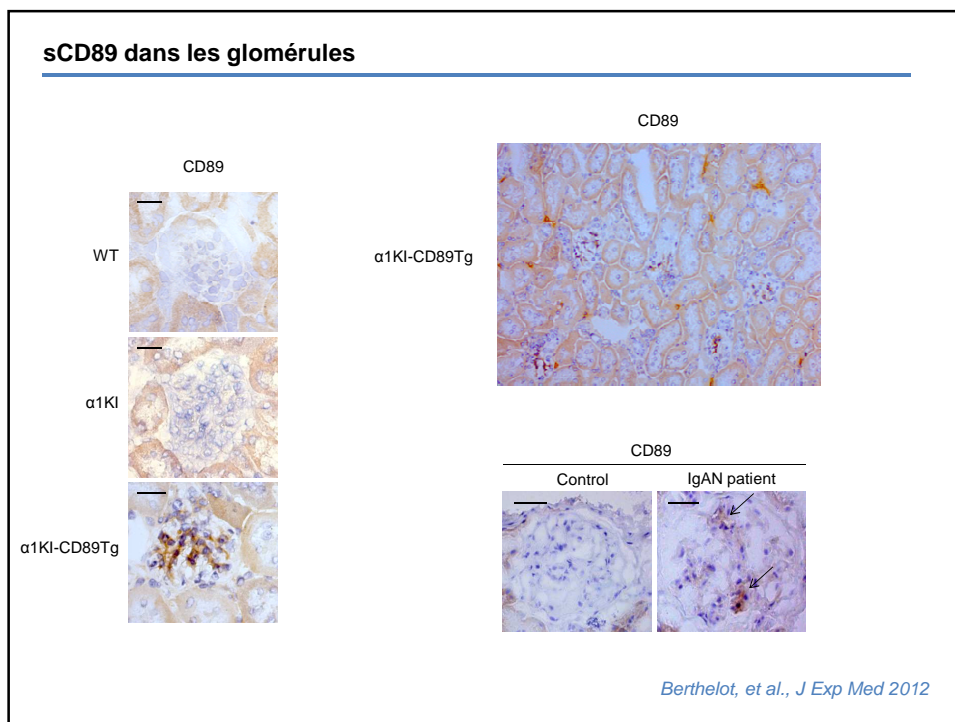 sCD89 dans les glomérules
CD89
WT
α1KI
α1KI-CD89Tg
CD89
α1KI-CD89Tg
CD89
Control
IgAN patient
Berthelot, et al., J Exp Med 2012